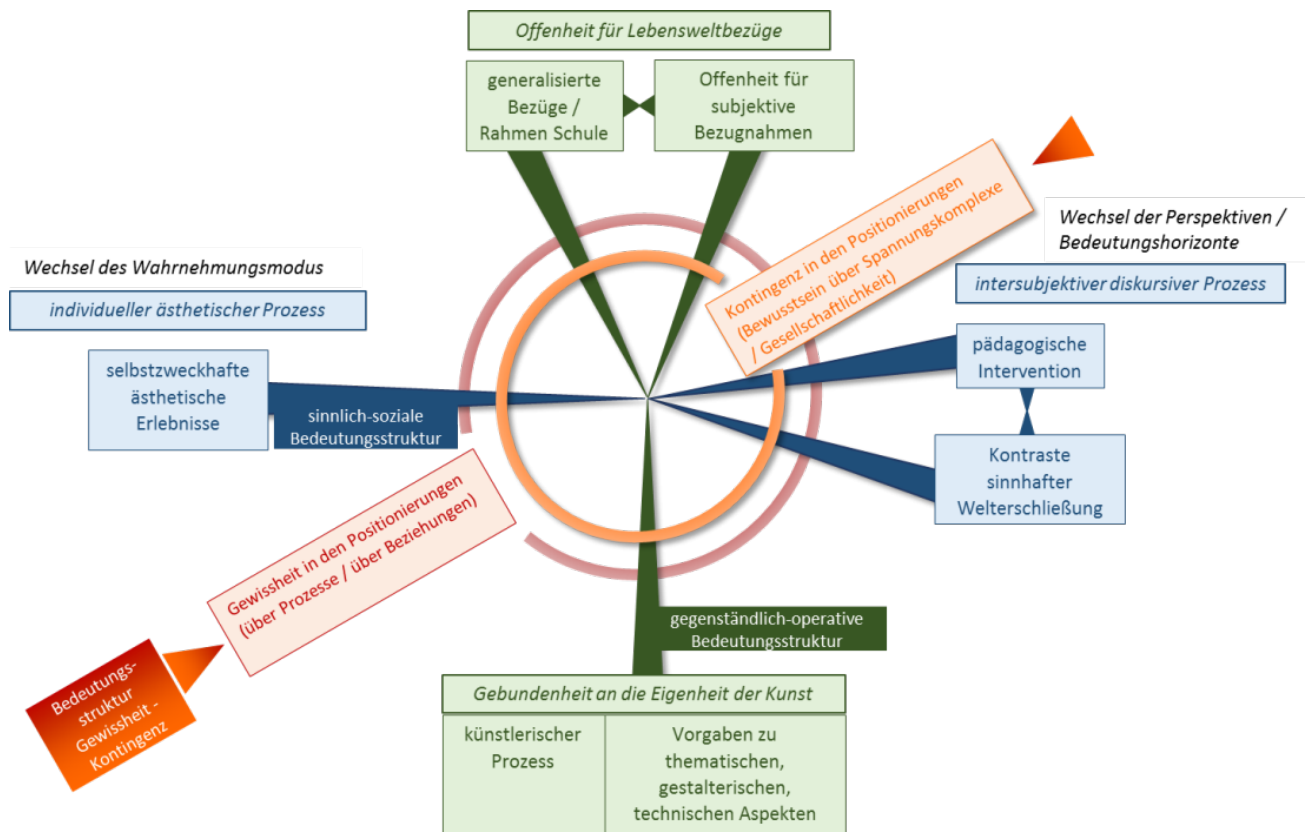 Offenheit für Lebensweltbezüge
generalisierte
Bezüge /
Rahmen Schule
Offenheit für
subjektive
Bezugnahmen
Kontingenz in den Positionierungen
(Bewusstsein über Spannungskomplexe
/ Gesellschaftlichkeit)
Wechsel der Perspektiven /
Bedeutungshorizonte
intersubjektiver diskursiver Prozess
Wechsel des Wahrnehmungsmodus
individueller ästhetischer Prozess
selbstzweckhafte
ästhetische
Erlebnisse
sinnlich-soziale
Bedeutungsstruktur
pädagogische
Intervention
Kontraste
sinnhafter
Welterschließung
Gewissheit in den Positionierungen
(über Prozesse / über Beziehungen)
Bedeutungs-
struktur
Gewissheit -
Kontingenz
gegenständlich-operative
Bedeutungsstruktur
Gebundenheit an die Eigenheit der Kunst
künstlerischer
Prozess
Vorgaben zu
thematischen,
gestalterischen,
technischen Aspekten